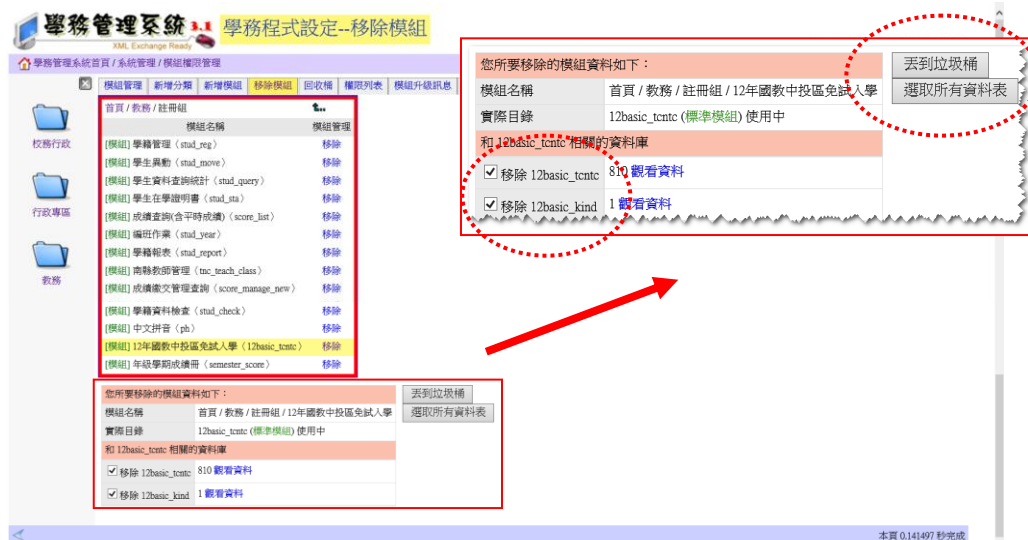 學務管理系統 3.1
XML Exchange Ready
學務程式設定--移除模組
學務管理系統首頁 / 系統管理 / 模組權限管理
模組管理 新增分類 新增模組 移除模組 回收桶 權限列表 模組升級訊息
校務行政
行政專區
教務
首頁 / 教務 / 註冊組
模組名稱 模組管理
[模組] 學籍管理（stud_reg） 移除
[模組] 學生異動（stud_move） 移除
[模組] 學生資料查詢統計（stud_query） 移除
[模組] 學生在學證明書（stud_sta） 移除
[模組] 成績查詢(含平時成績)（score_list） 移除
[模組] 編班作業（stud_year） 移除
[模組] 學籍報表（stud_report） 移除
[模組] 南縣教師管理（tnc_teach_class） 移除
[模組] 成績繳交管理查詢（score_manage_new） 移除
[模組] 學籍資料檢查（stud_check） 移除
[模組] 中文拼音（ph） 移除
[模組] 12年國教中投區免試入學（12basic_tcntc） 移除
[模組] 年級學期成績冊（semester_score） 移除
您所要移除的模組資料如下：
模組名稱 首頁 / 教務 / 註冊組 / 12年國教中投區免試入學
實際目錄 12basic_tcntc (標準模組) 使用中
和 12basic_tcntc 相關的資料庫
移除 12basic_tcntc 810 觀看資料
移除 12basic_kind 1 觀看資料
丟到垃圾桶
選取所有資料表
您所要移除的模組資料如下：
模組名稱 首頁 / 教務 / 註冊組 / 12年國教中投區免試入學
實際目錄 12basic_tcntc (標準模組) 使用中
和 12basic_tcntc 相關的資料庫
移除 12basic_tcntc 810 觀看資料
移除 12basic_kind 1 觀看資料
丟到垃圾桶
選取所有資料表
本頁 0.141497 秒完成